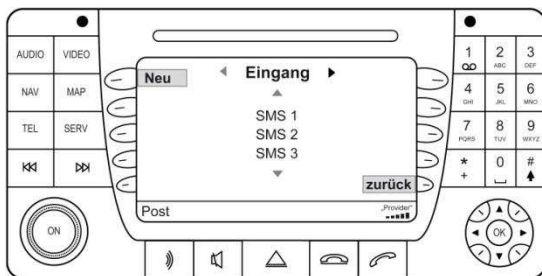 AUDIO VIDEO
NAV MAP
TEL SERV
ON
Neu
Eingang
SMS 1
SMS 2
SMS 3
zurück
Post
„Provider“
1 2 ABC 3 DEF
4 GHI 5 JKL 6 MNO
7 PQRS 8 TUV 9 WXYZ
* + 0 #
OK